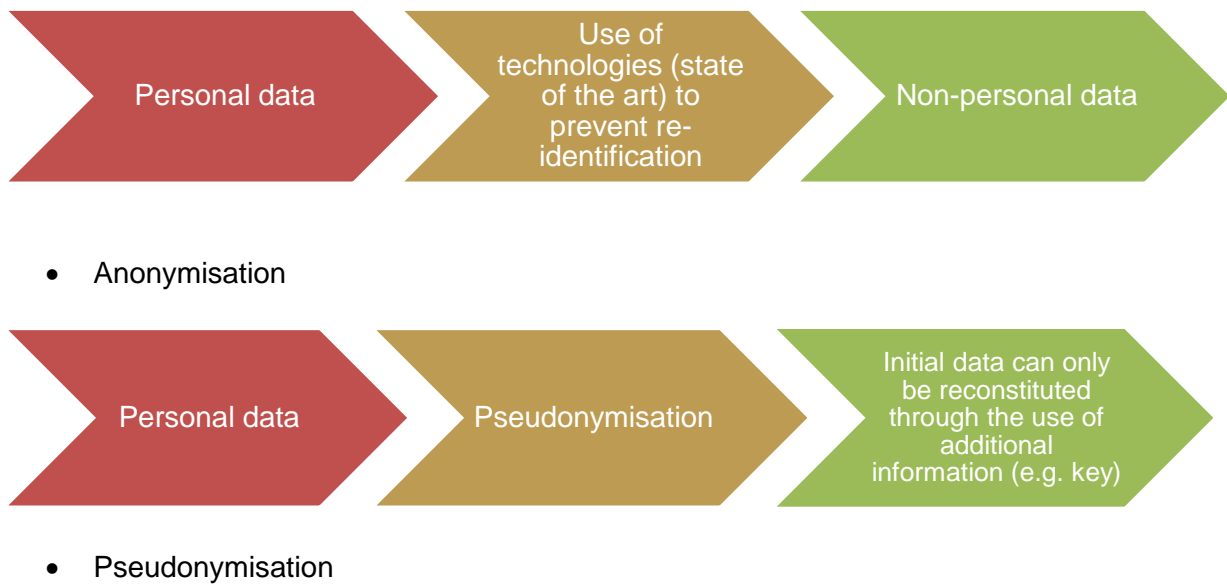 Personal data
Use of
technologies (state
of the art) to
prevent re-
identification
Non-personal data
• Anonymisation
Personal data
Pseudonymisation
Initial data can only
be reconstituted
through the use of
additional
information (e.g. key)
• Pseudonymisation